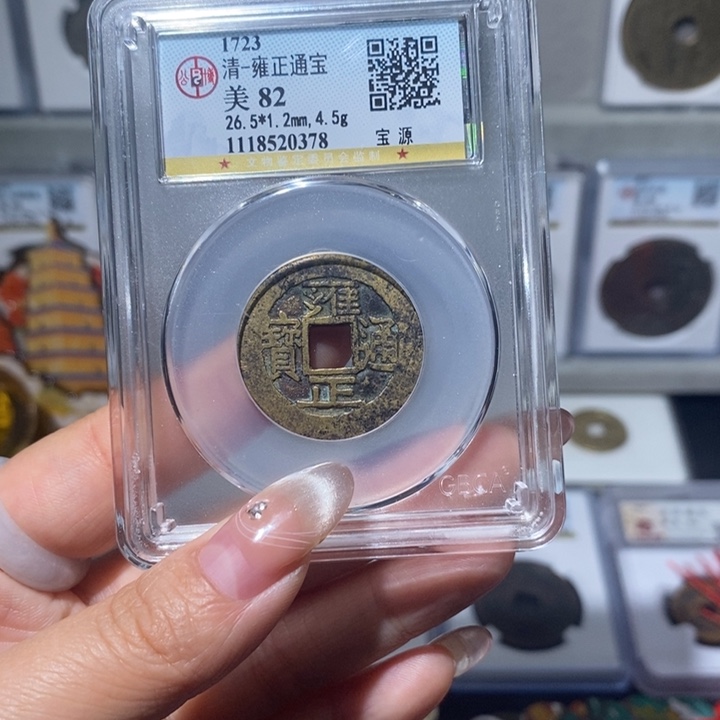 1723
清-雍正通宝
美 82
26.5*1.2mm, 4.5g
1118520378 宝 源
雍
寶 通
正
GBCA